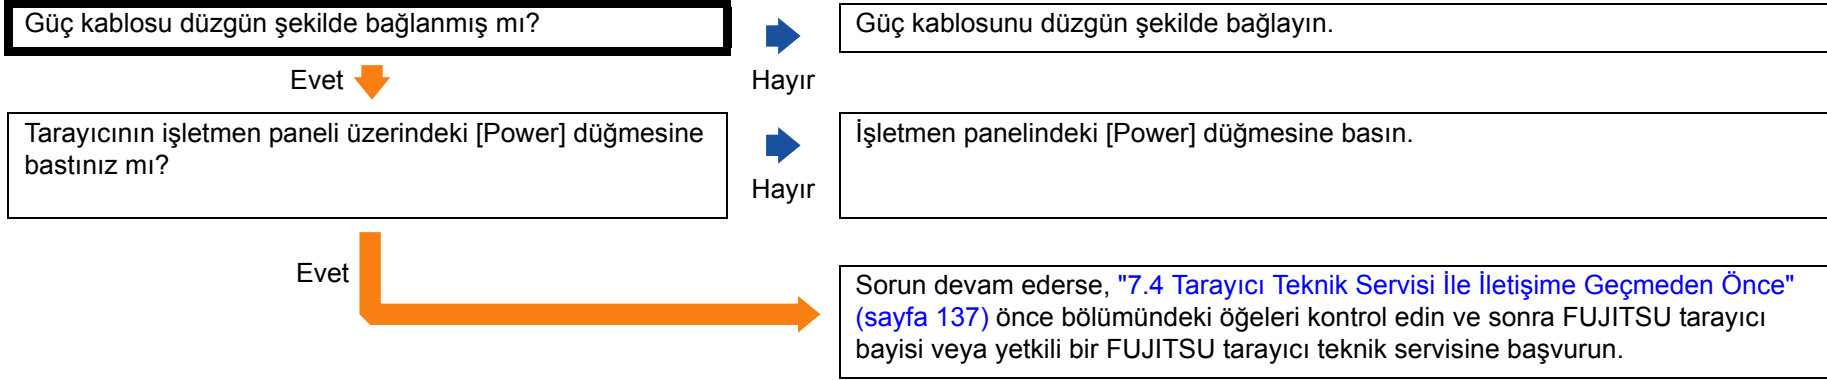 Güç kablosu düzgün şekilde bağlanmış mı?
Güç kablosunu düzgün şekilde bağlayın.
Evet
Hayır
Tarayıcının işletmen paneli üzerindeki [Power] düğmesine
bastınız mı?
İşletmen panelindeki [Power] düğmesine basın.
Hayır
Evet
Sorun devam ederse, "7.4 Tarayıcı Teknik Servisi İle İletişime Geçmeden Önce"
(sayfa 137) önce bölümündeki öğeleri kontrol edin ve sonra FUJITSU tarayıcı
bayisi veya yetkili bir FUJITSU tarayıcı teknik servisine başvurun.